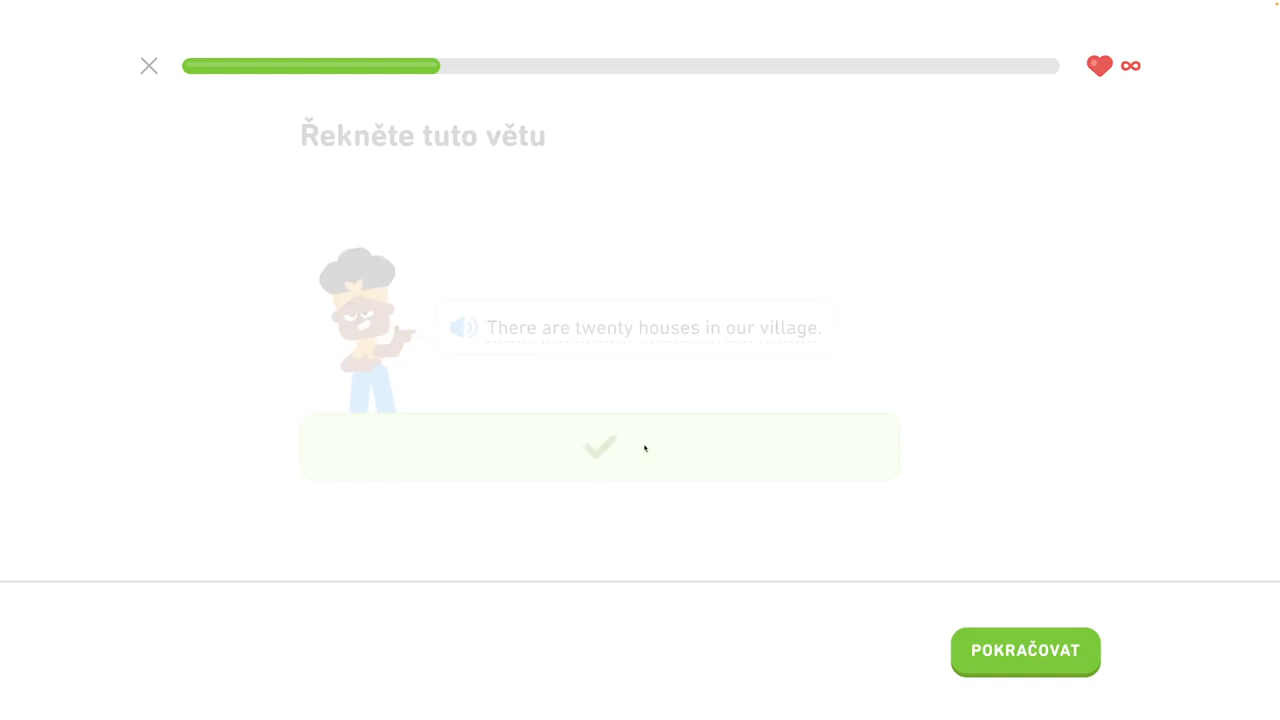 Řekněte tuto větu
There are twenty houses in our village.
POKRAČOVAT